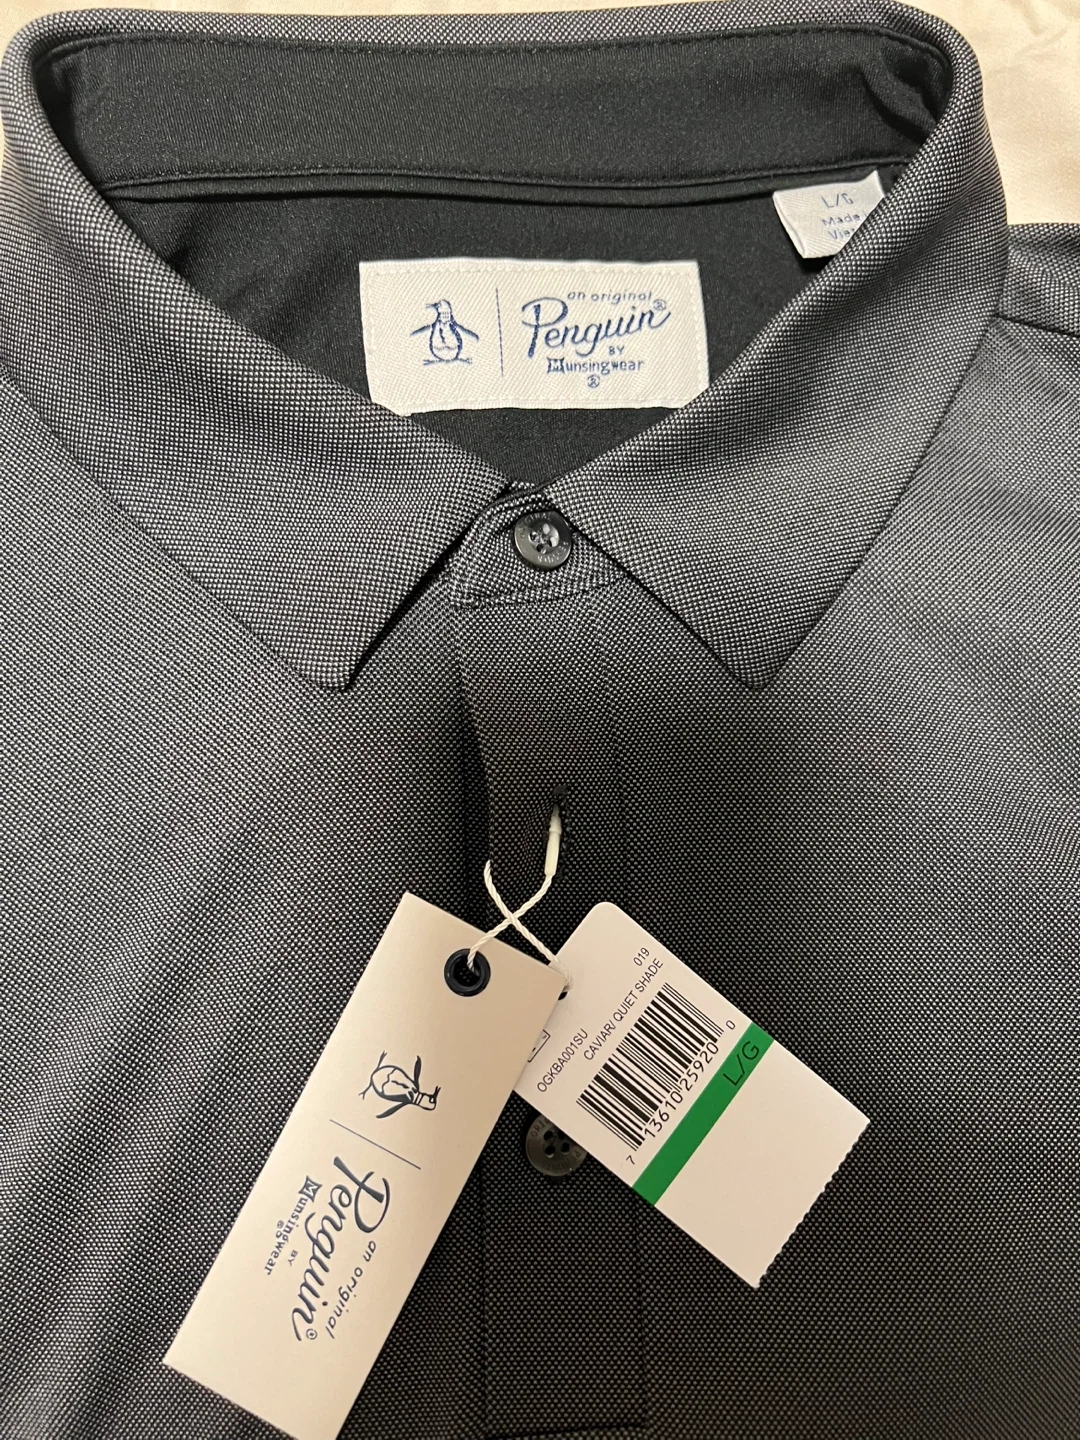 L/G
Made
an original
Penguin®
BY
Munsingwear
®
019
CAVIAR/ QUIET SHADE
OGKBA001SU
7 13610 25920 0
L/G
an original
Penguin®
BY
Munsingwear